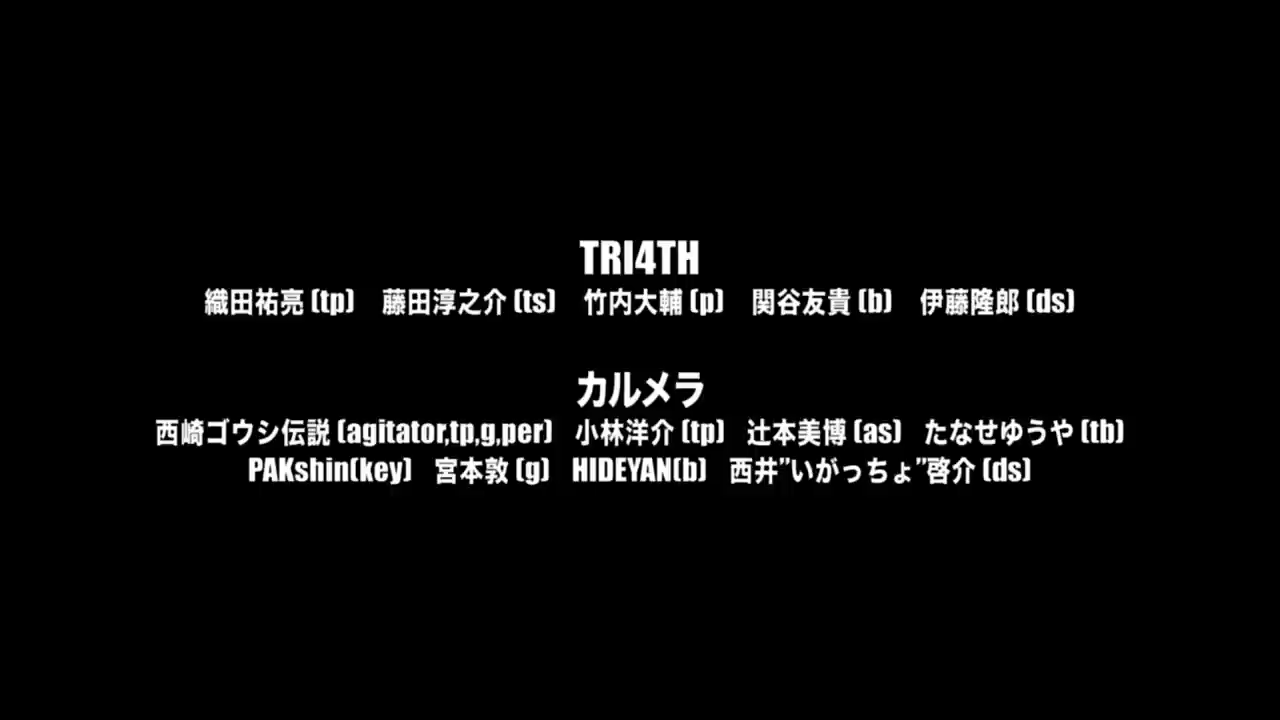 TRI4TH
織田祐亮 (tp) 藤田淳之介 (ts) 竹内大輔 (p) 関谷友貴 (b) 伊藤隆郎 (ds)
カルメラ
西崎ゴウシ伝説 (agitator,tp,g,per) 小林洋介 (tp) 辻本美博 (as) たなせゆうや (tb)
PAKshin(key) 宮本敦 (g) HIDEYAN(b) 西井”いがっちょ”啓介 (ds)